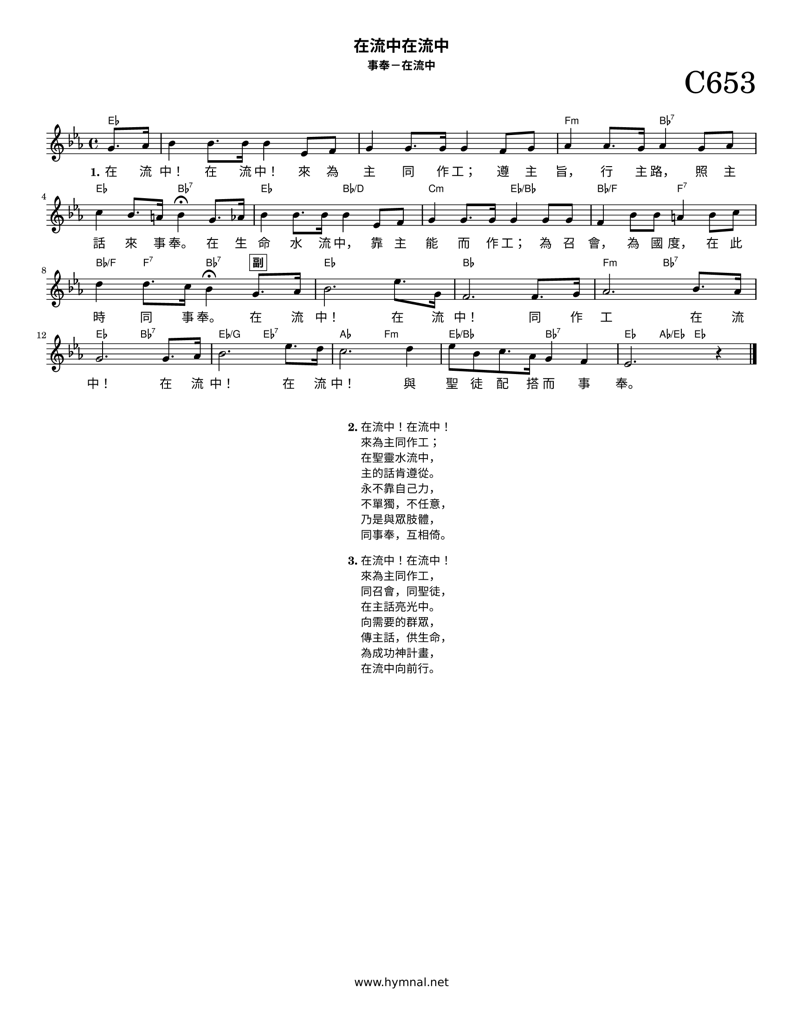 在流中在流中
事奉－在流中
C653
E♭ Fm B♭7
1. 在 流 中！ 在 流 中！ 來 為 主 同 作 工； 遵 主 旨， 行 主 路， 照 主
4 E♭ B♭7 E♭ B♭/D Cm E♭/B♭ B♭/F F7
話 來 事 奉。 在 生 命 水 流 中， 靠 主 能 而 作 工； 為 召 會， 為 國 度， 在 此
8 B♭/F F7 B♭7 副 E♭ B♭ Fm B♭7
時 同 事 奉。 在 流 中！ 在 流 中！ 同 作 工 在 流
12 E♭ B♭7 E♭/G E♭7 A♭ Fm E♭/B♭ B♭7 E♭ A♭/E♭ E♭
中！ 在 流 中！ 在 流 中！ 與 聖 徒 配 搭 而 事 奉。
2. 在流中！在流中！
來為主同作工；
在聖靈水流中，
主的話肯遵從。
永不靠自己力，
不單獨，不任意，
乃是與眾肢體，
同事奉，互相倚。
3. 在流中！在流中！
來為主同作工，
同召會，同聖徒，
在主話亮光中。
向需要的群眾，
傳主話，供生命，
為成功神計畫，
在流中向前行。
www.hymnal.net